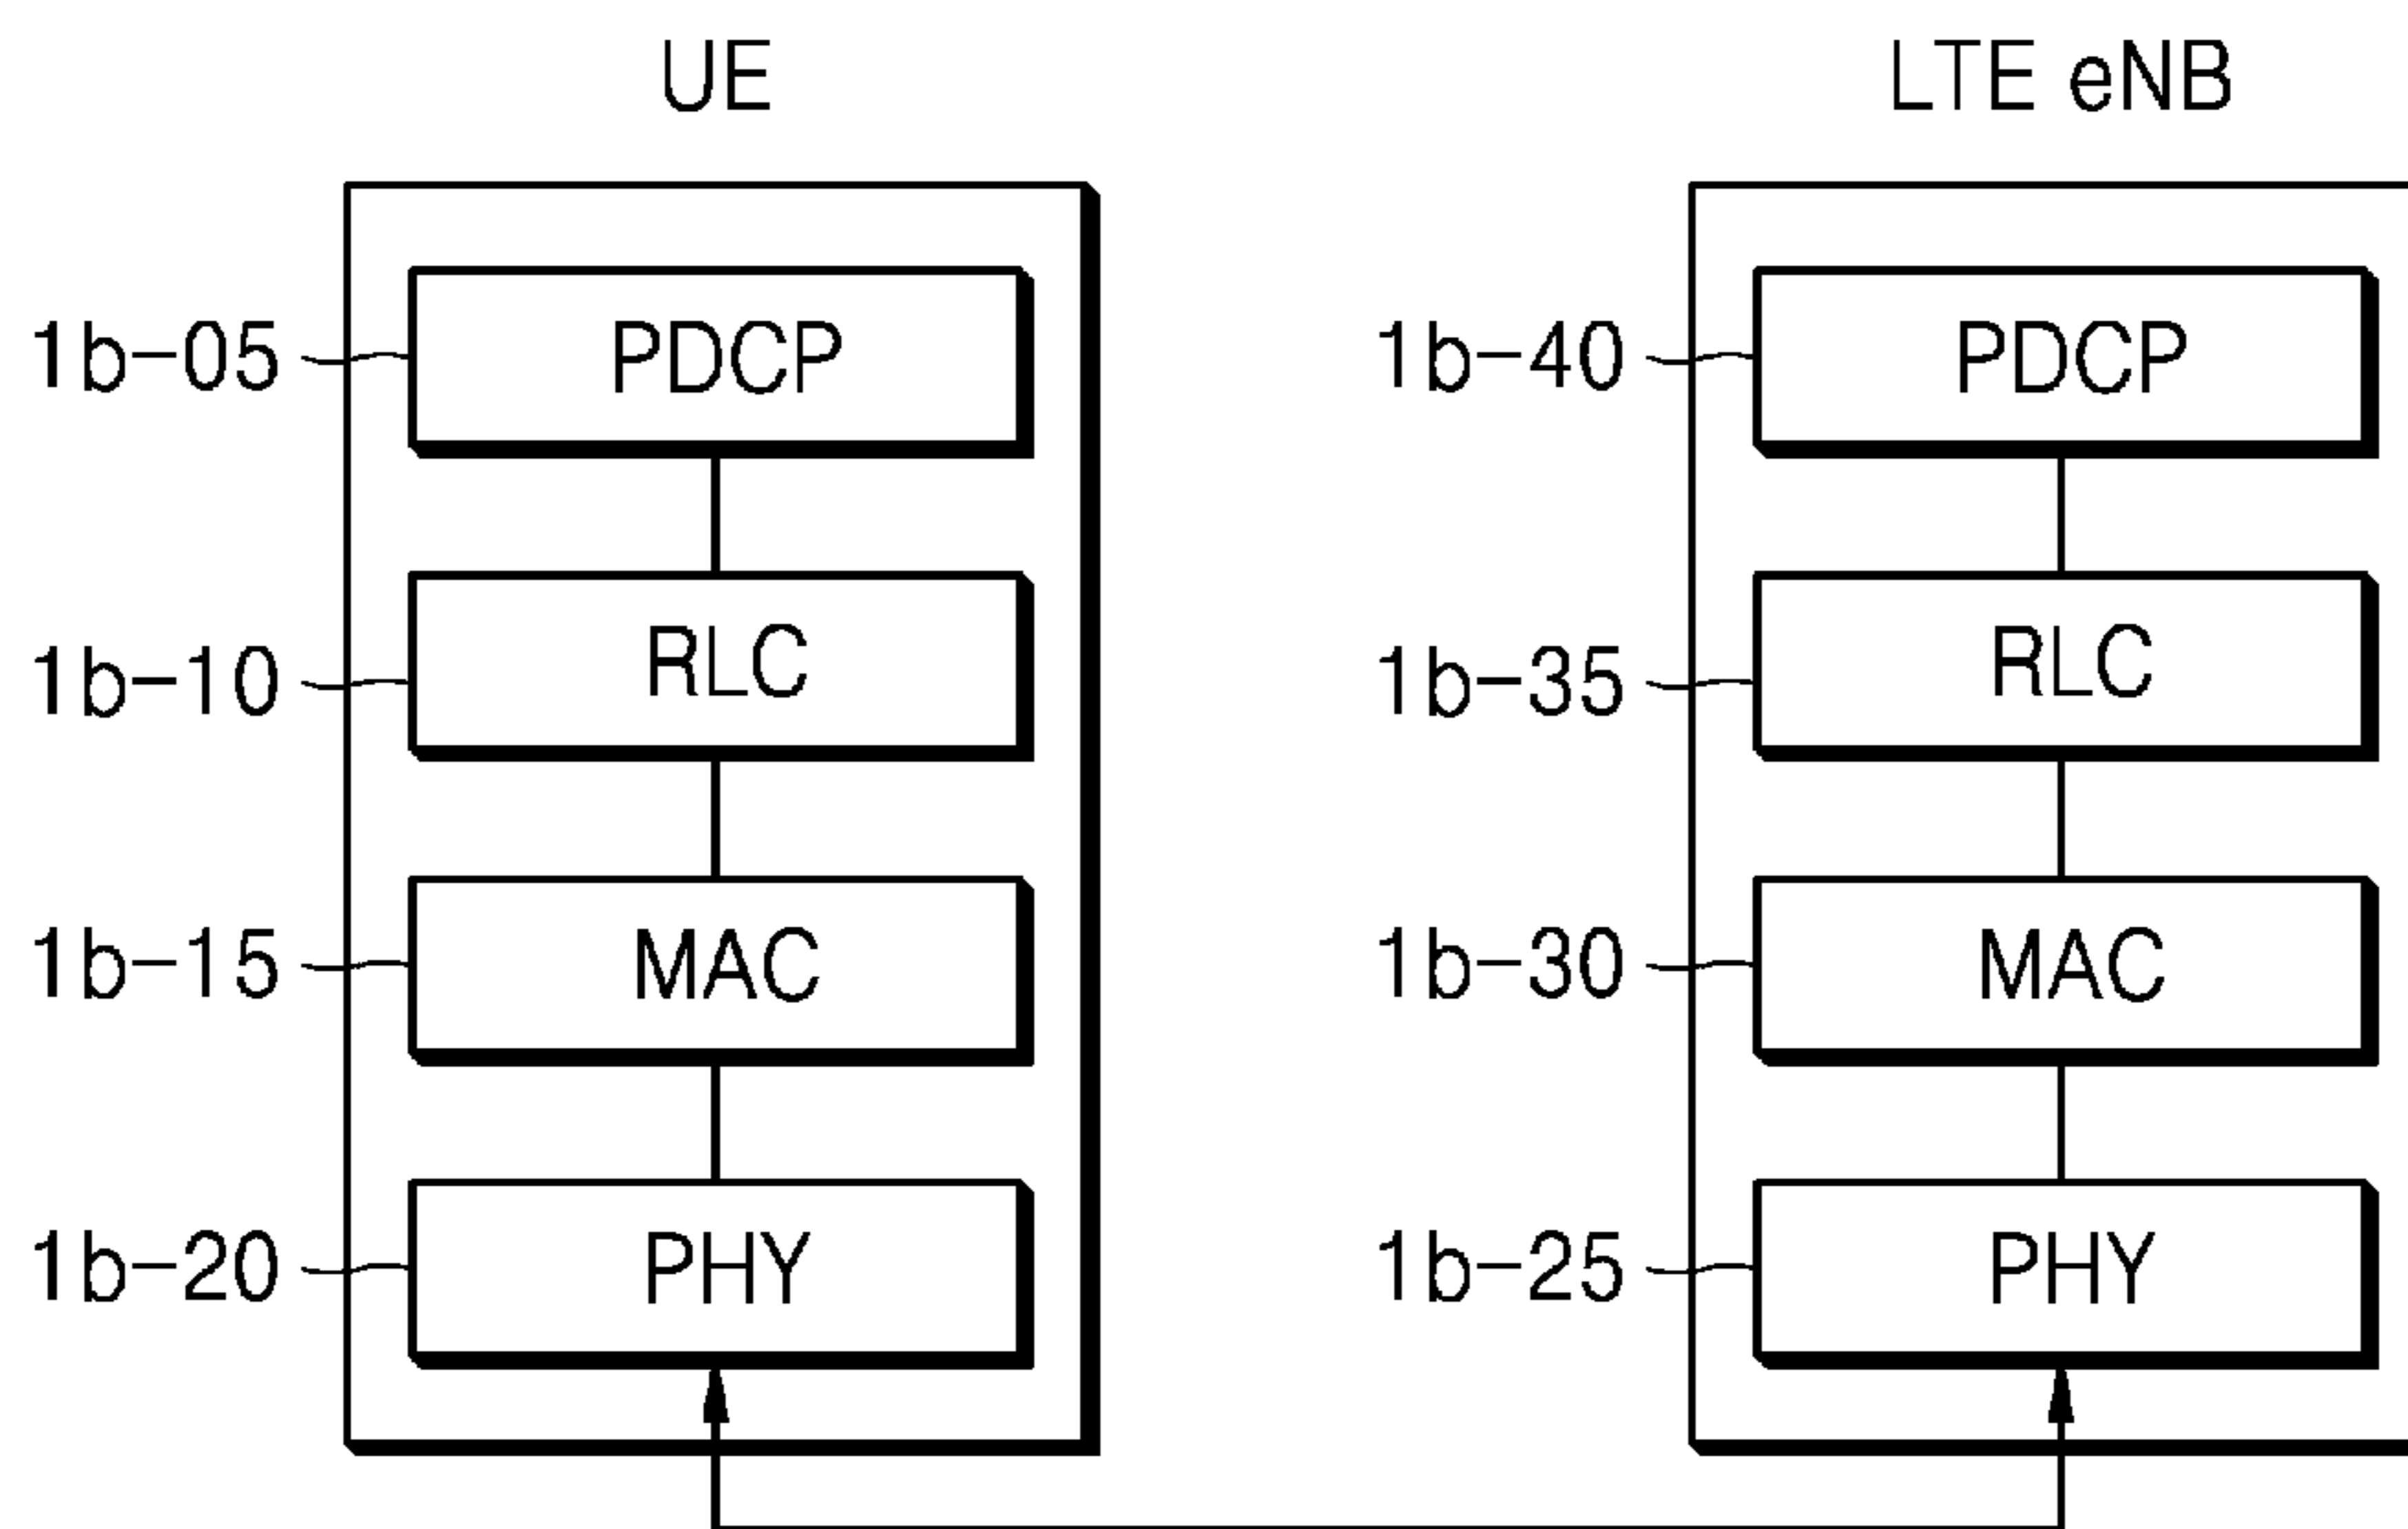 UE
LTE eNB
1b-05 PDCP
1b-40 PDCP
1b-10 RLC
1b-35 RLC
1b-15 MAC
1b-30 MAC
1b-20 PHY
1b-25 PHY